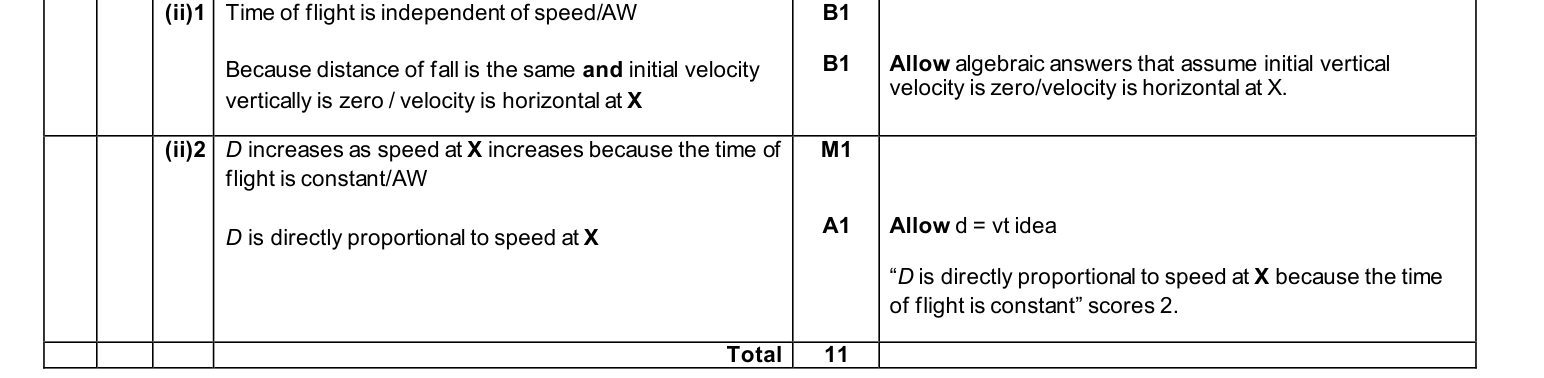 (ii)1 Time of flight is independent of speed/AW B1
Because distance of fall is the same and initial velocity
vertically is zero / velocity is horizontal at X
B1 Allow algebraic answers that assume initial vertical
velocity is zero/velocity is horizontal at X.
(ii)2 D increases as speed at X increases because the time of
flight is constant/AW
M1
D is directly proportional to speed at X
A1 Allow d = vt idea
“D is directly proportional to speed at X because the time
of flight is constant” scores 2.
Total 11